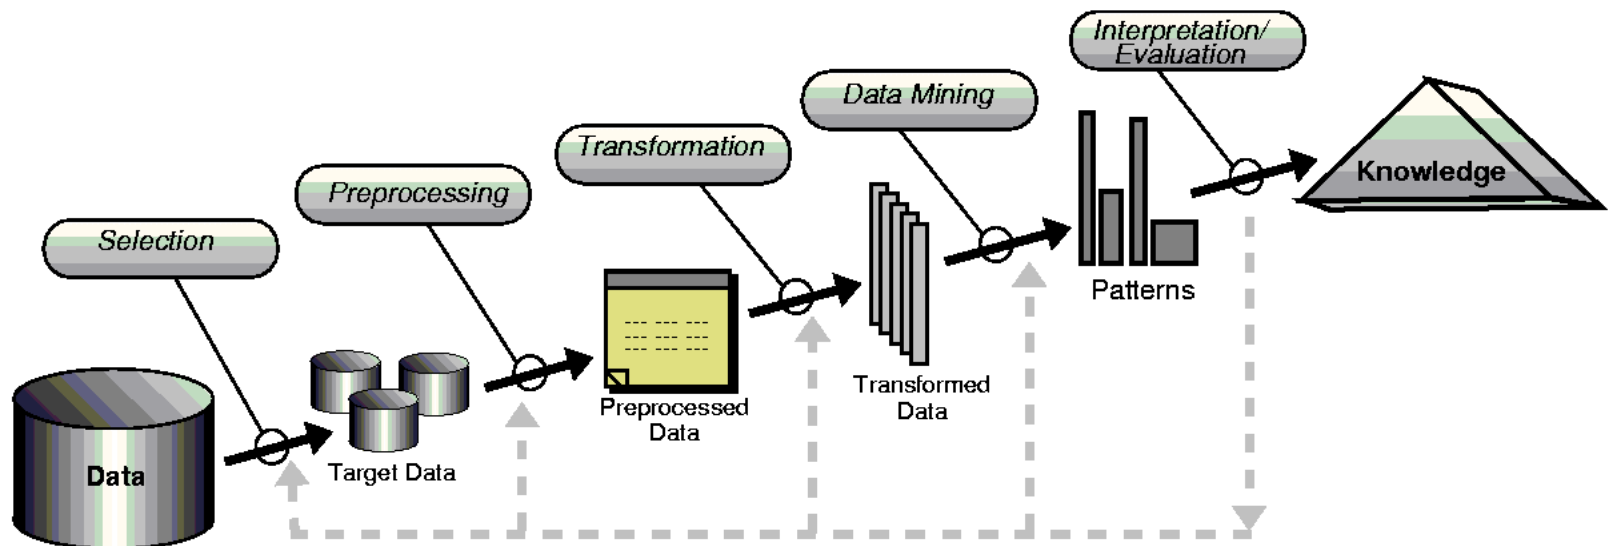 Selection
Preprocessing
Transformation
Data Mining
Interpretation/
Evaluation
Data
Target Data
Preprocessed
Data
Transformed
Data
Patterns
Knowledge